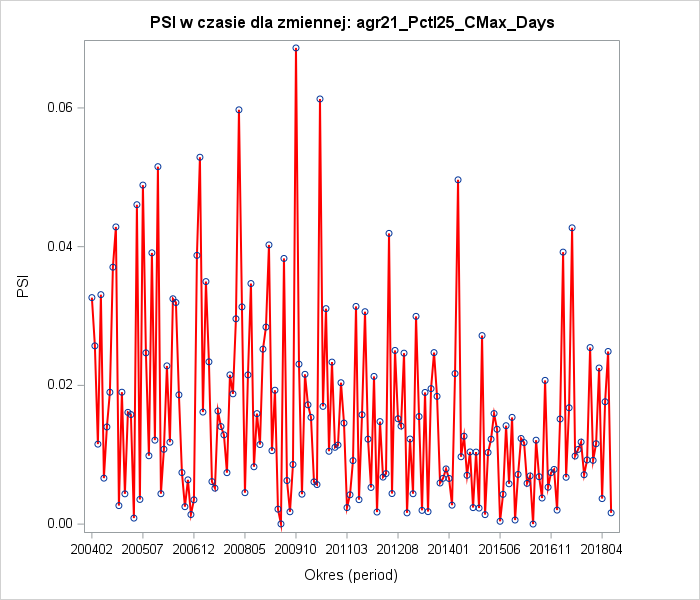 PSI w czasie dla zmiennej: agr21_Pctl25_CMax_Days
0.06
0.04
PSI
0.02
0.00
200402 200507 200612 200805 200910 201103 201208 201401 201506 201611 201804
Okres (period)